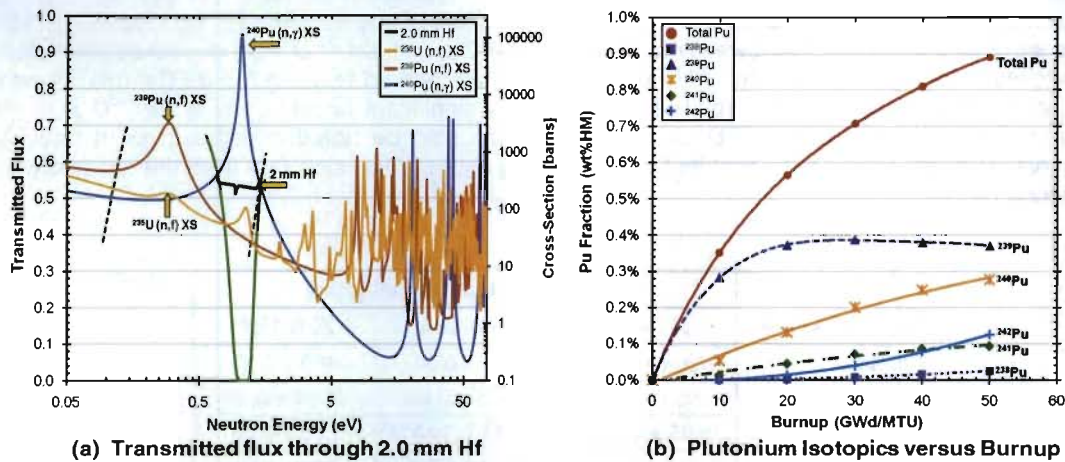 Transmitted Flux
1.0
0.9
0.8
0.7
0.6
0.5
0.4
0.3
0.2
0.1
0.0
0.05
0.5
5
50
Neutron Energy (eV)
100000
10000
1000
100
10
1
0.1
Cross-Section [barns]
²⁴⁰Pu (n,γ) XS
²³⁹Pu (n,f) XS
²³⁵U (n,f) XS
2 mm Hf
2.0 mm Hf
²³⁵U (n,f) XS
²³⁹Pu (n,f) XS
²⁴⁰Pu (n,γ) XS
(a) Transmitted flux through 2.0 mm Hf
Pu Fraction (wt%HM)
1.0%
0.9%
0.8%
0.7%
0.6%
0.5%
0.4%
0.3%
0.2%
0.1%
0.0%
0
10
20
30
40
50
60
Burnup (GWd/MTU)
Total Pu
²³⁸Pu
²³⁹Pu
²⁴⁰Pu
²⁴¹Pu
²⁴²Pu
Total Pu
²³⁹Pu
²⁴⁰Pu
²⁴²Pu
²⁴¹Pu
²³⁸Pu
(b) Plutonium Isotopics versus Burnup